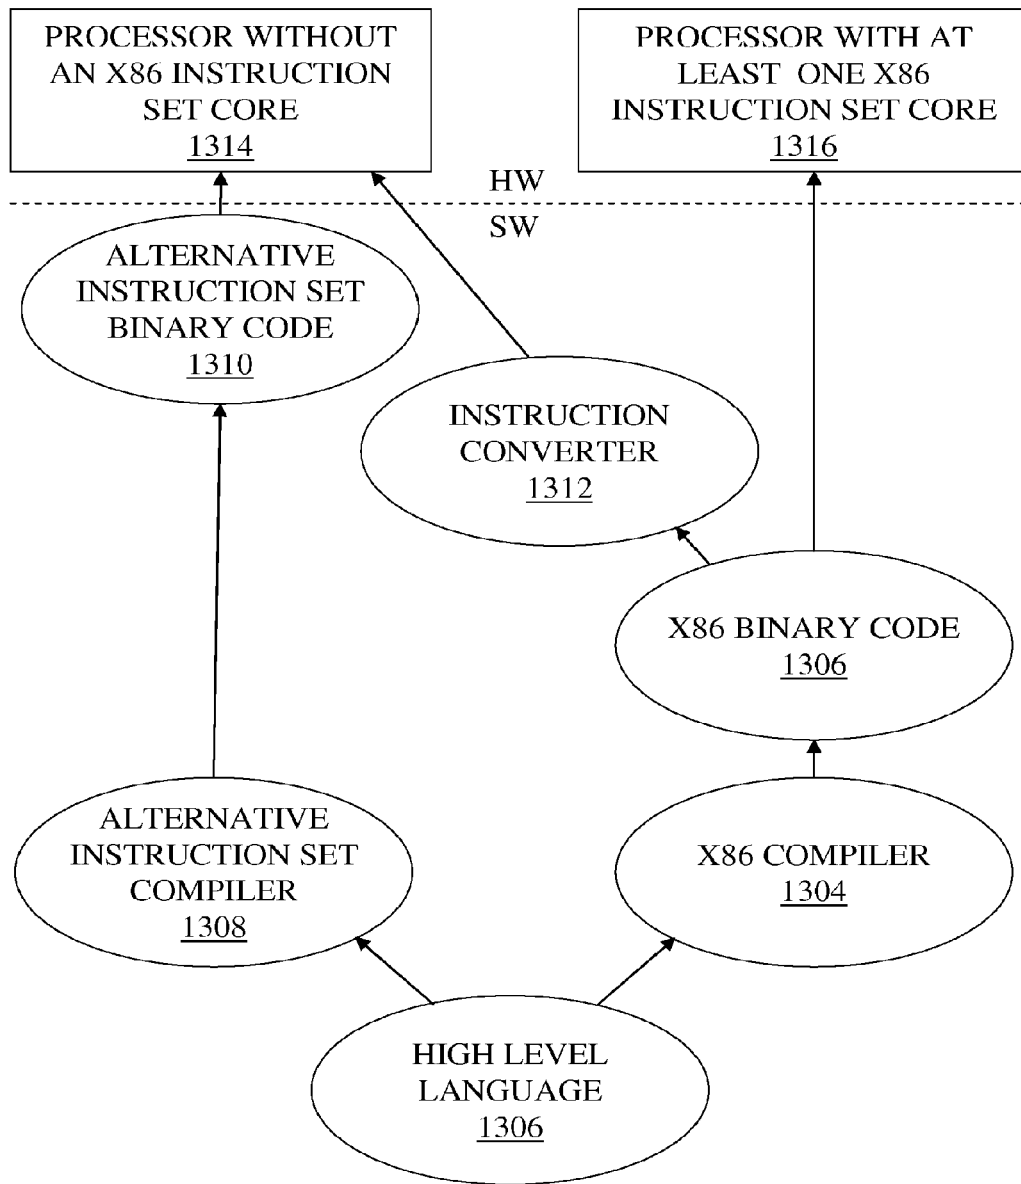 PROCESSOR WITHOUT
AN X86 INSTRUCTION
SET CORE
1314
PROCESSOR WITH AT
LEAST ONE X86
INSTRUCTION SET CORE
1316
HW
SW
ALTERNATIVE
INSTRUCTION SET
BINARY CODE
1310
INSTRUCTION
CONVERTER
1312
X86 BINARY CODE
1306
ALTERNATIVE
INSTRUCTION SET
COMPILER
1308
X86 COMPILER
1304
HIGH LEVEL
LANGUAGE
1306